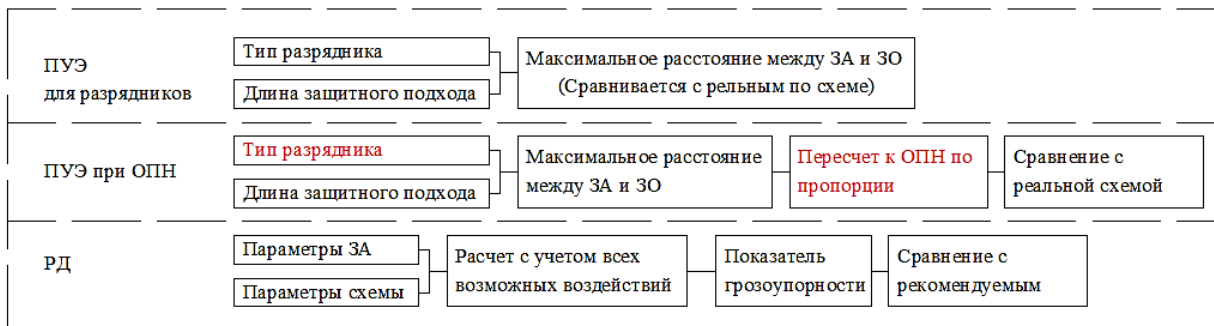 ПУЭ
для разрядников
Тип разрядника
Длина защитного подхода
Максимальное расстояние между ЗА и ЗО
(Сравнивается с рельным по схеме)
ПУЭ при ОПН
Тип разрядника
Длина защитного подхода
Максимальное расстояние
между ЗА и ЗО
Пересчет к ОПН по
пропорции
Сравнение с
реальной схемой
РД
Параметры ЗА
Параметры схемы
Расчет с учетом всех
возможных воздействий
Показатель
грозоупорности
Сравнение с
рекомендуемым